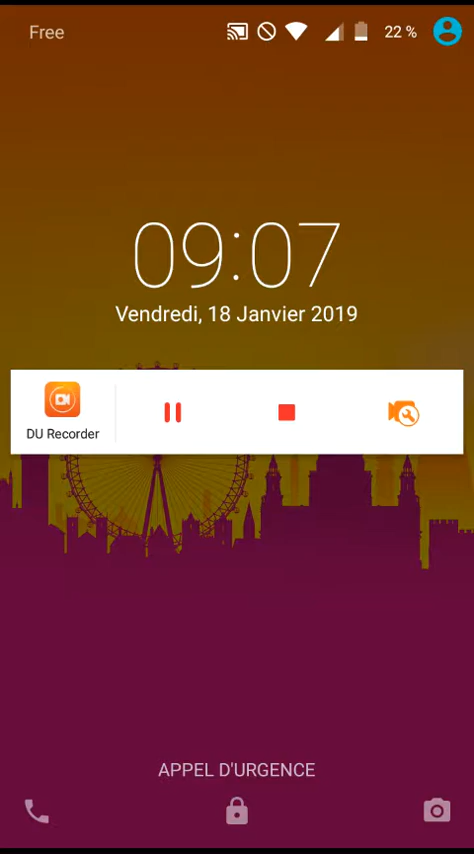 Free
22 %
09:07
Vendredi, 18 Janvier 2019
DU Recorder
APPEL D'URGENCE